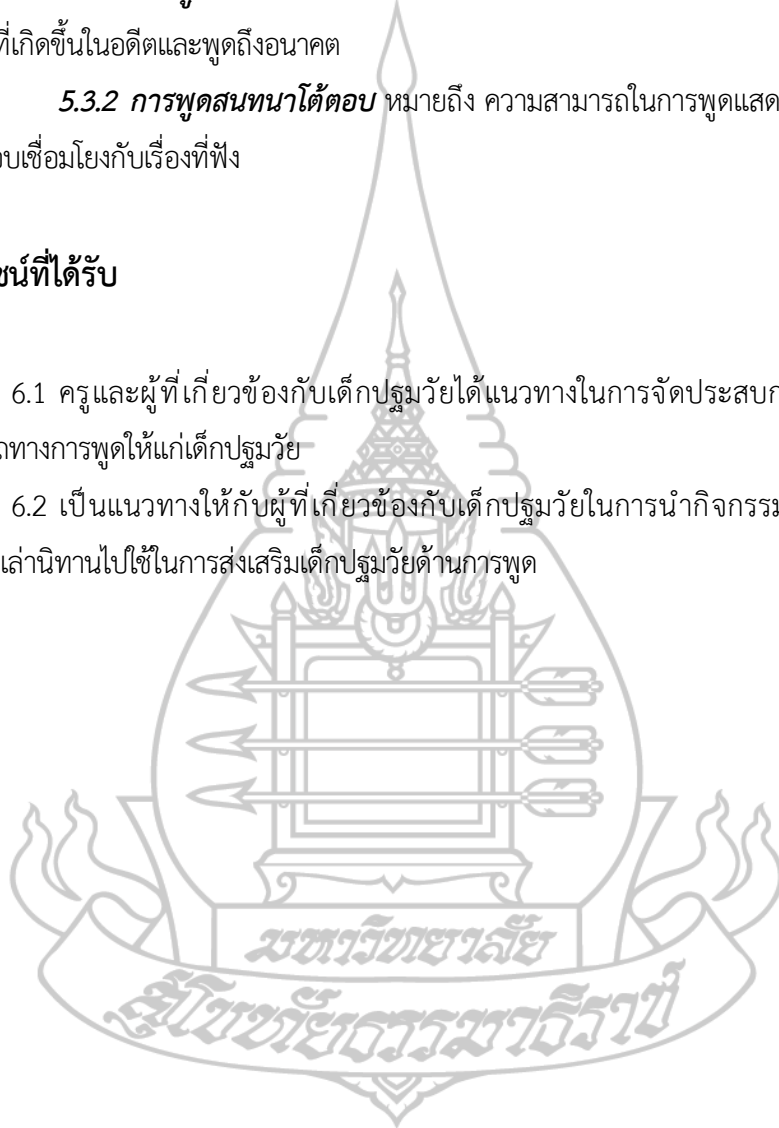 ที่เกิดขึ้นในอดีตและพูดถึงอนาคต
5.3.2 การพูดสนทนาโต้ตอบ หมายถึง ความสามารถในการพูดแสด
อบเชื่อมโยงกับเรื่องที่ฟัง
ชน์ที่ได้รับ
6.1 ครูและผู้ที่เกี่ยวข้องกับเด็กปฐมวัยได้แนวทางในการจัดประสบก
ถทางการพูดให้แก่เด็กปฐมวัย
6.2 เป็นแนวทางให้กับผู้ที่เกี่ยวข้องกับเด็กปฐมวัยในการนำกิจกรรม
เล่านิทานไปใช้ในการส่งเสริมเด็กปฐมวัยด้านการพูด
มหาวิทยาลัย
สุโขทัยธรรมาธิราช